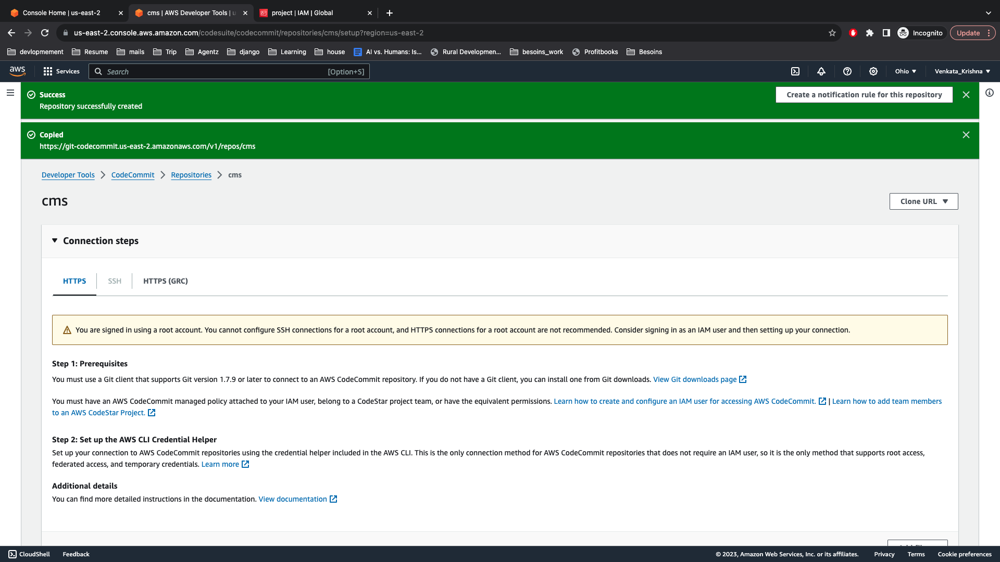 Console Home | us-east-2
cms | AWS Developer Tools | u
project | IAM | Global
us-east-2.console.aws.amazon.com/codesuite/codecommit/repositories/cms/setup?region=us-east-2
Incognito
Update
devlopmement
Resume
mails
Trip
Agentz
django
Learning
house
AI vs. Humans: Is...
Rural Developmen...
besoins_work
Profitbooks
Besoins
aws
Services
Search
[Option+S]
Ohio
Venkata_Krishna
Success
Repository successfully created
Create a notification rule for this repository
Copied
https://git-codecommit.us-east-2.amazonaws.com/v1/repos/cms
Developer Tools
CodeCommit
Repositories
cms
cms
Clone URL
Connection steps
HTTPS
SSH
HTTPS (GRC)
You are signed in using a root account. You cannot configure SSH connections for a root account, and HTTPS connections for a root account are not recommended. Consider signing in as an IAM user and then setting up your connection.
Step 1: Prerequisites
You must use a Git client that supports Git version 1.7.9 or later to connect to an AWS CodeCommit repository. If you do not have a Git client, you can install one from Git downloads. View Git downloads page
You must have an AWS CodeCommit managed policy attached to your IAM user, belong to a CodeStar project team, or have the equivalent permissions. Learn how to create and configure an IAM user for accessing AWS CodeCommit. | Learn how to add team members
to an AWS CodeStar Project.
Step 2: Set up the AWS CLI Credential Helper
Set up your connection to AWS CodeCommit repositories using the credential helper included in the AWS CLI. This is the only connection method for AWS CodeCommit repositories that does not require an IAM user, so it is the only method that supports root access,
federated access, and temporary credentials. Learn more
Additional details
You can find more detailed instructions in the documentation. View documentation
CloudShell
Feedback
© 2023, Amazon Web Services, Inc. or its affiliates.
Privacy
Terms
Cookie preferences